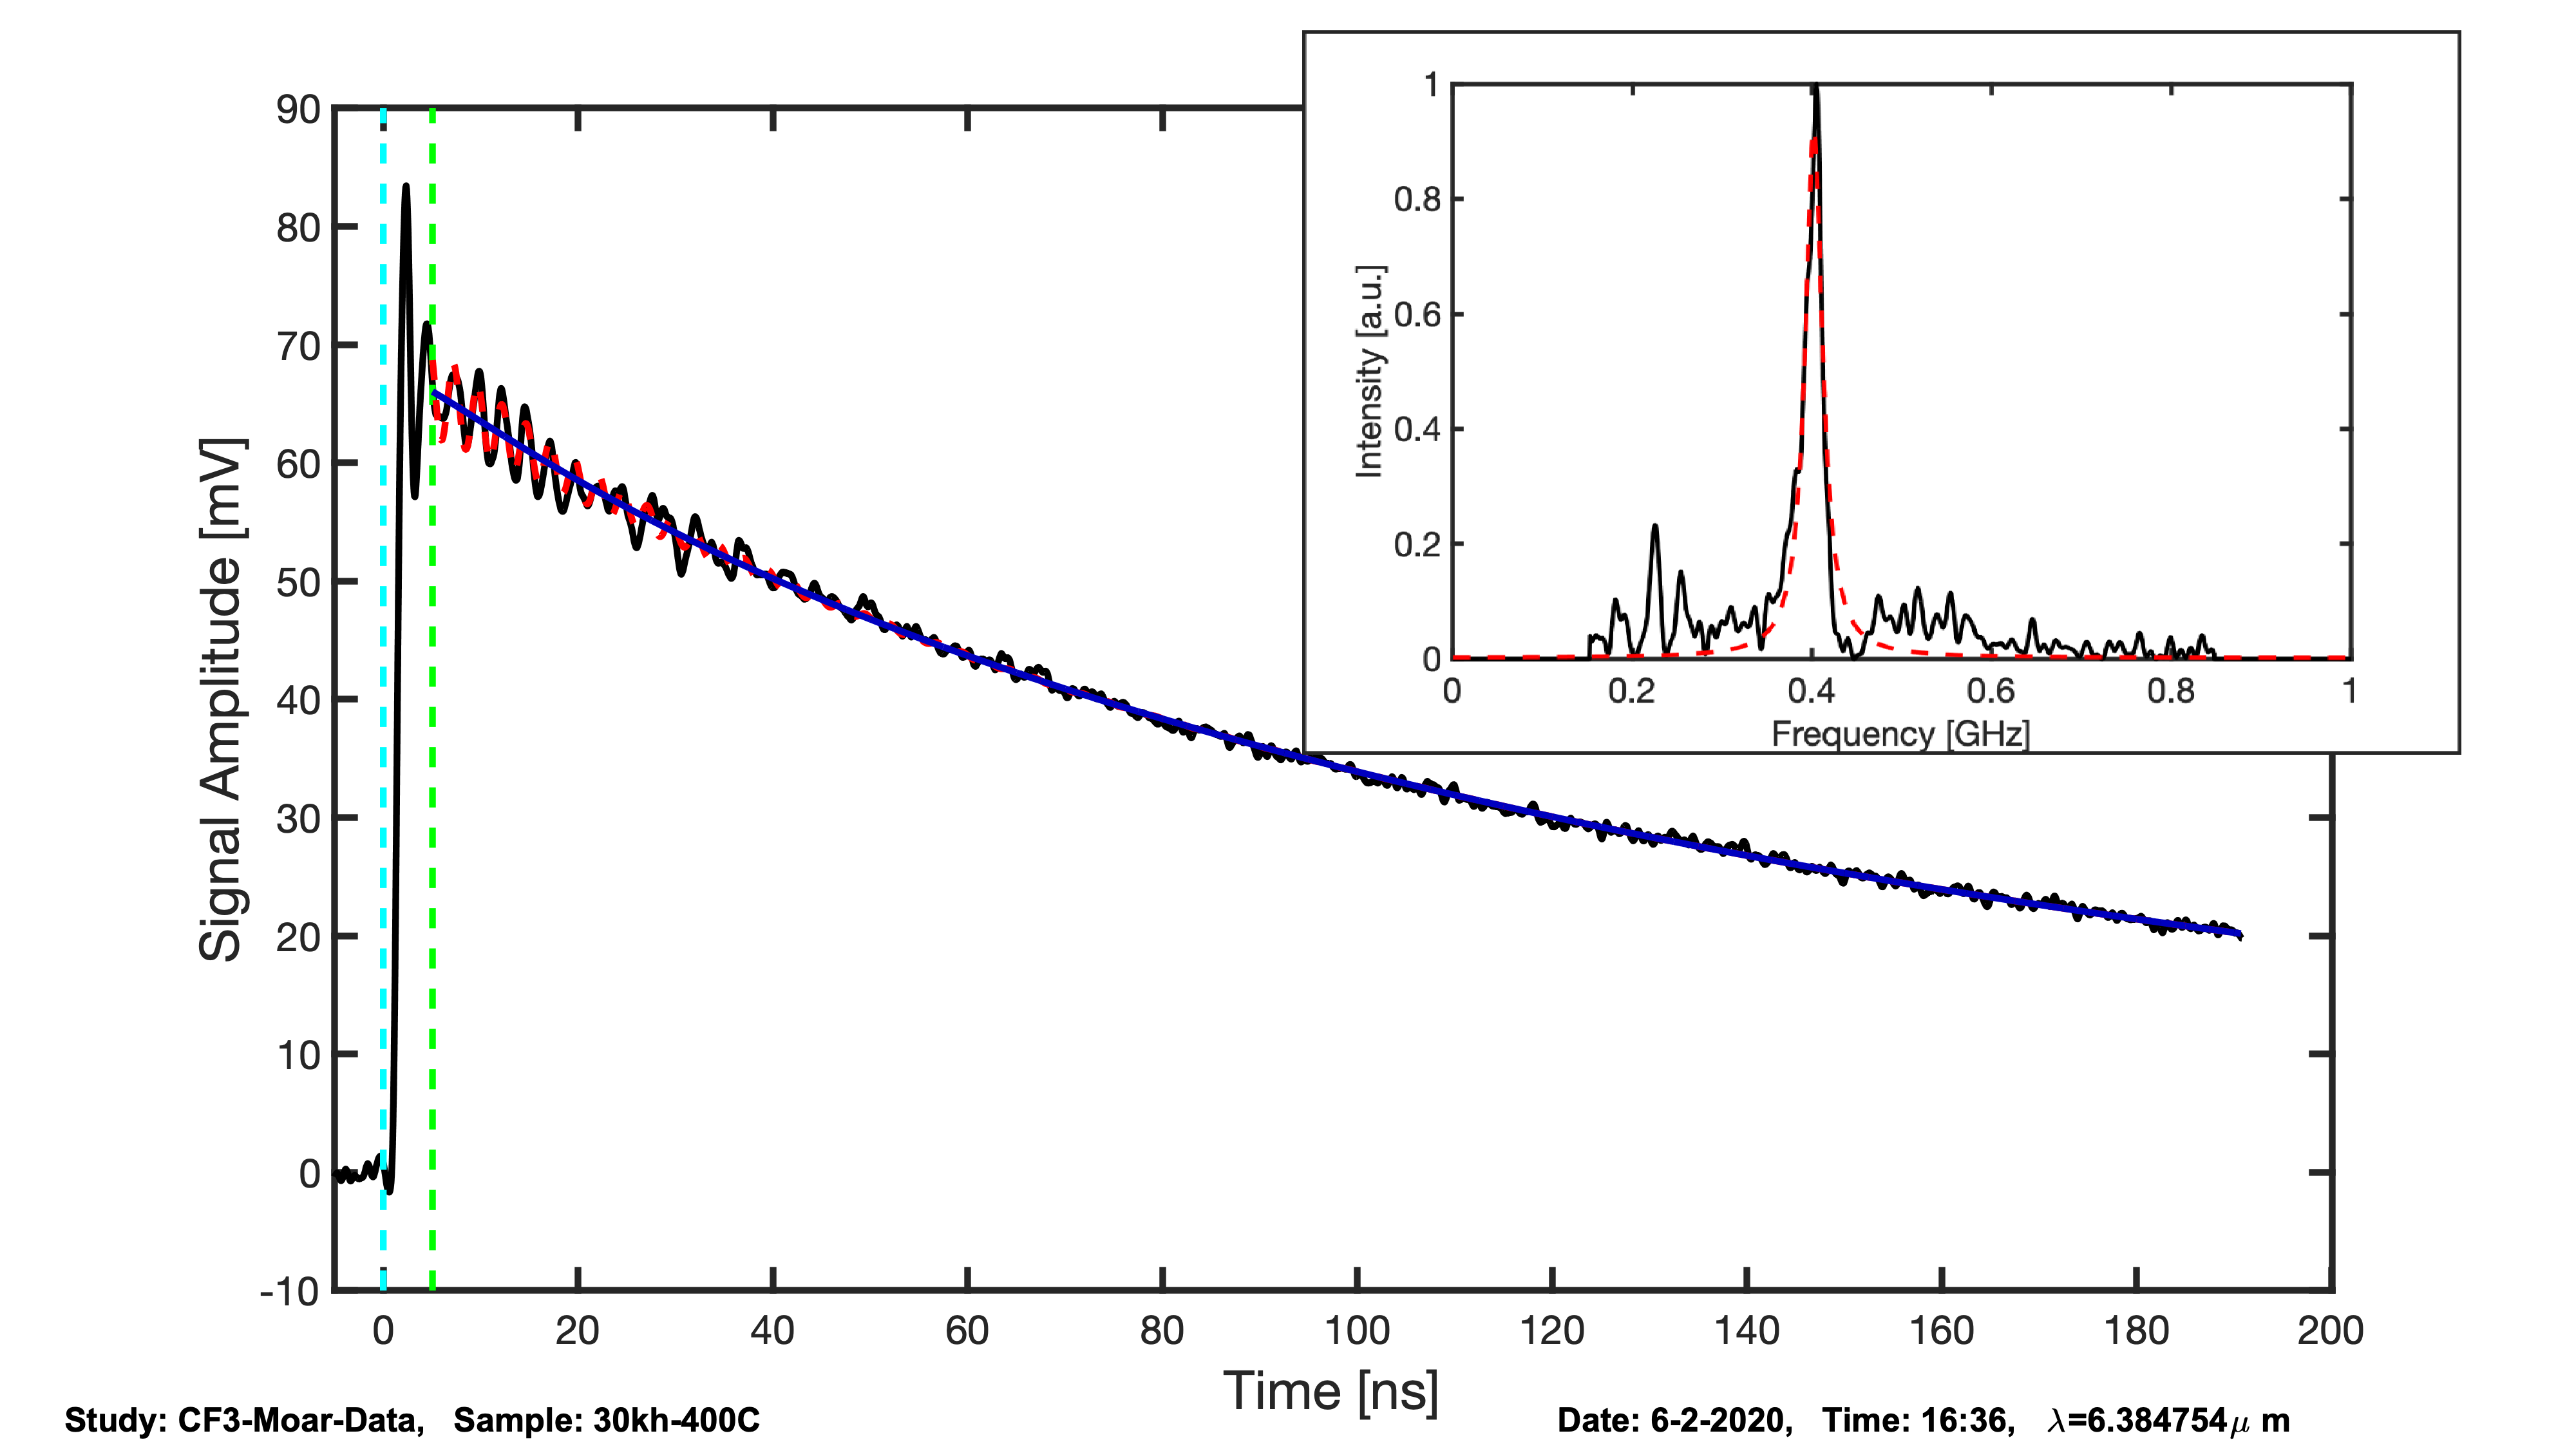 90
80
70
60
50
40
30
20
10
0
-10
Signal Amplitude [mV]
0 20 40 60 80 100 120 140 160 180 200
Time [ns]
1
0.8
0.6
0.4
0.2
0
Intensity [a.u.]
0 0.2 0.4 0.6 0.8 1
Frequency [GHz]
Study: CF3-Moar-Data, Sample: 30kh-400C
Date: 6-2-2020, Time: 16:36, λ=6.384754μ m